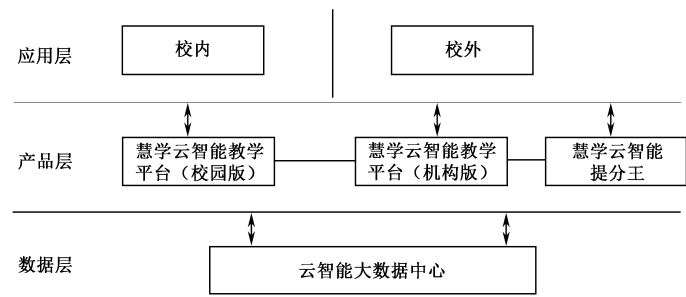 应用层
校内
校外
产品层
慧学云智能教学
平台（校园版）
慧学云智能教学
平台（机构版）
慧学云智能
提分王
数据层
云智能大数据中心